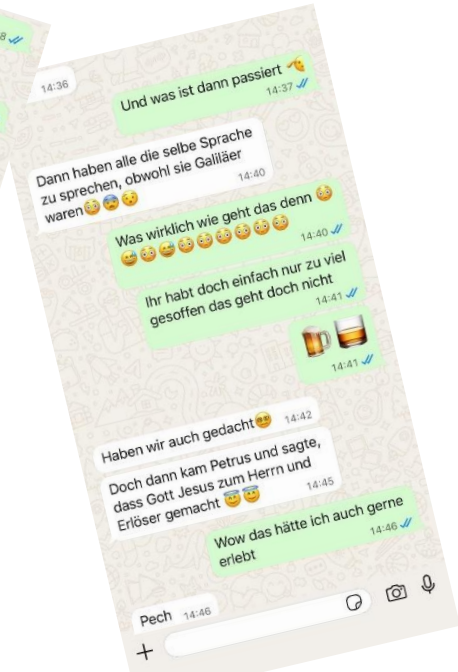 8
14:36
Und was ist dann passiert
14:37
Dann haben alle die selbe Sprache
zu sprechen, obwohl sie Galiläer
waren😳😨😯
14:40
Was wirklich wie geht das denn 😳
😅😳😅😳😳😳😳😳😳
14:40
Ihr habt doch einfach nur zu viel
gesoffen das geht doch nicht
14:41
🍺🥃
14:41
Haben wir auch gedacht
14:42
Doch dann kam Petrus und sagte,
dass Gott Jesus zum Herrn und
Erlöser gemacht 😇😇
14:45
Wow das hätte ich auch gerne
erlebt
14:46
Pech 14:46